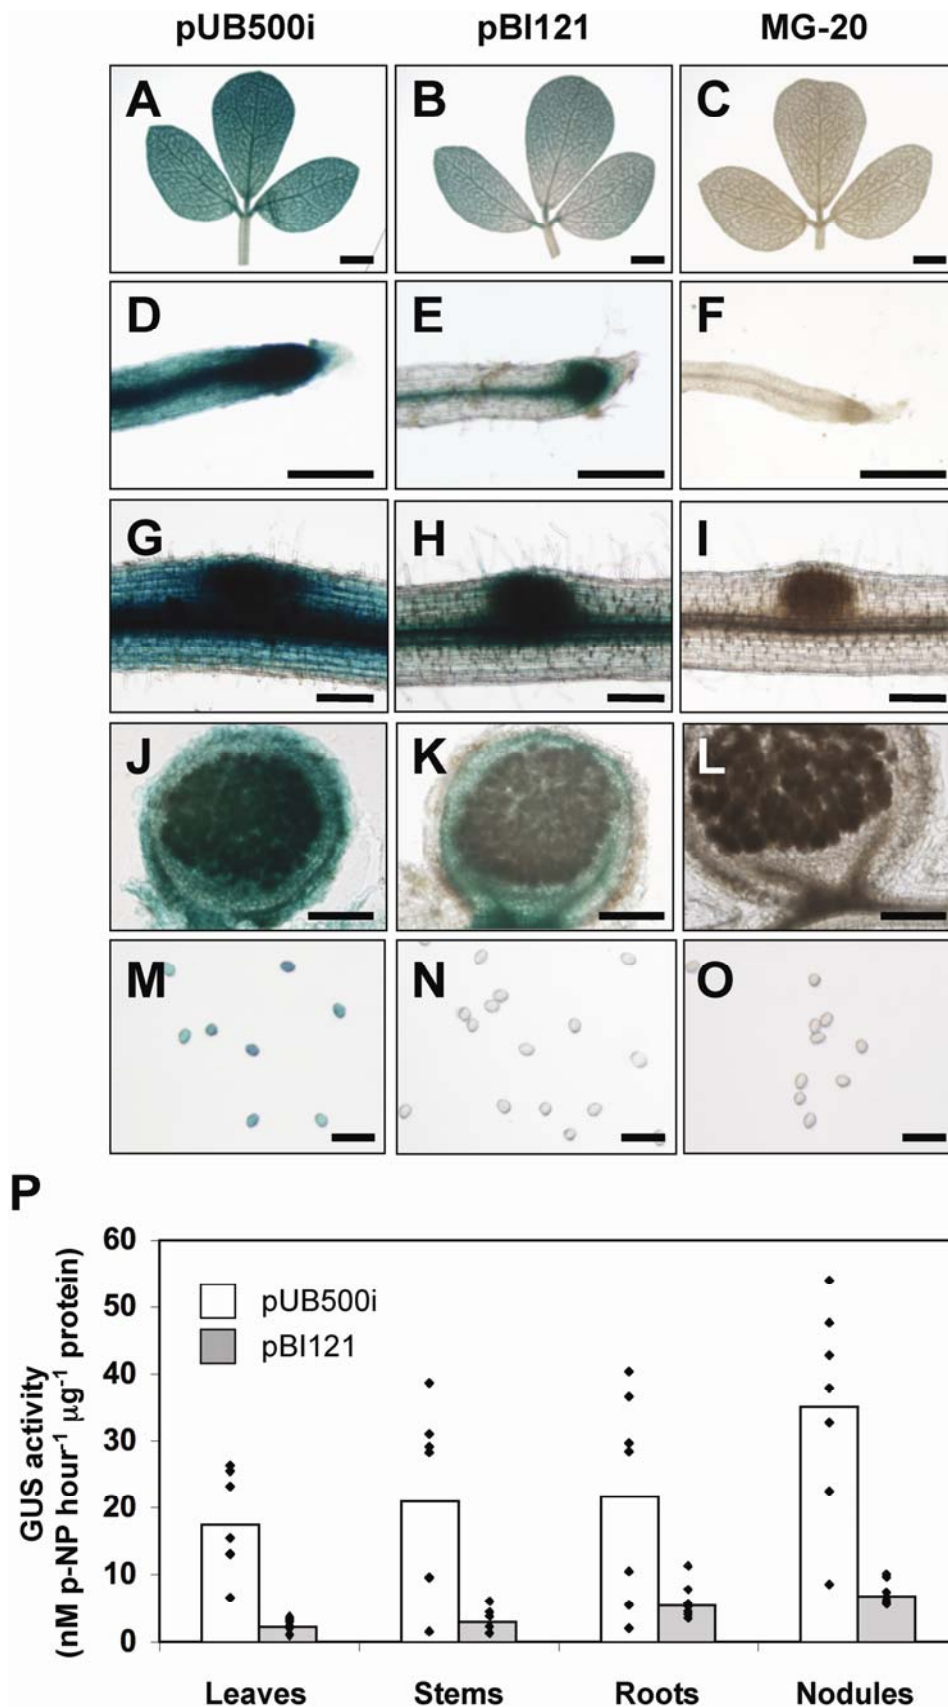 pUB500i pBI121 MG-20
A B C
D E F
G H I
J K L
M N O
P
60
50
40
30
20
10
0
GUS activity
(nM p-NP hour⁻¹ µg⁻¹ protein)
pUB500i
pBI121
Leaves Stems Roots Nodules